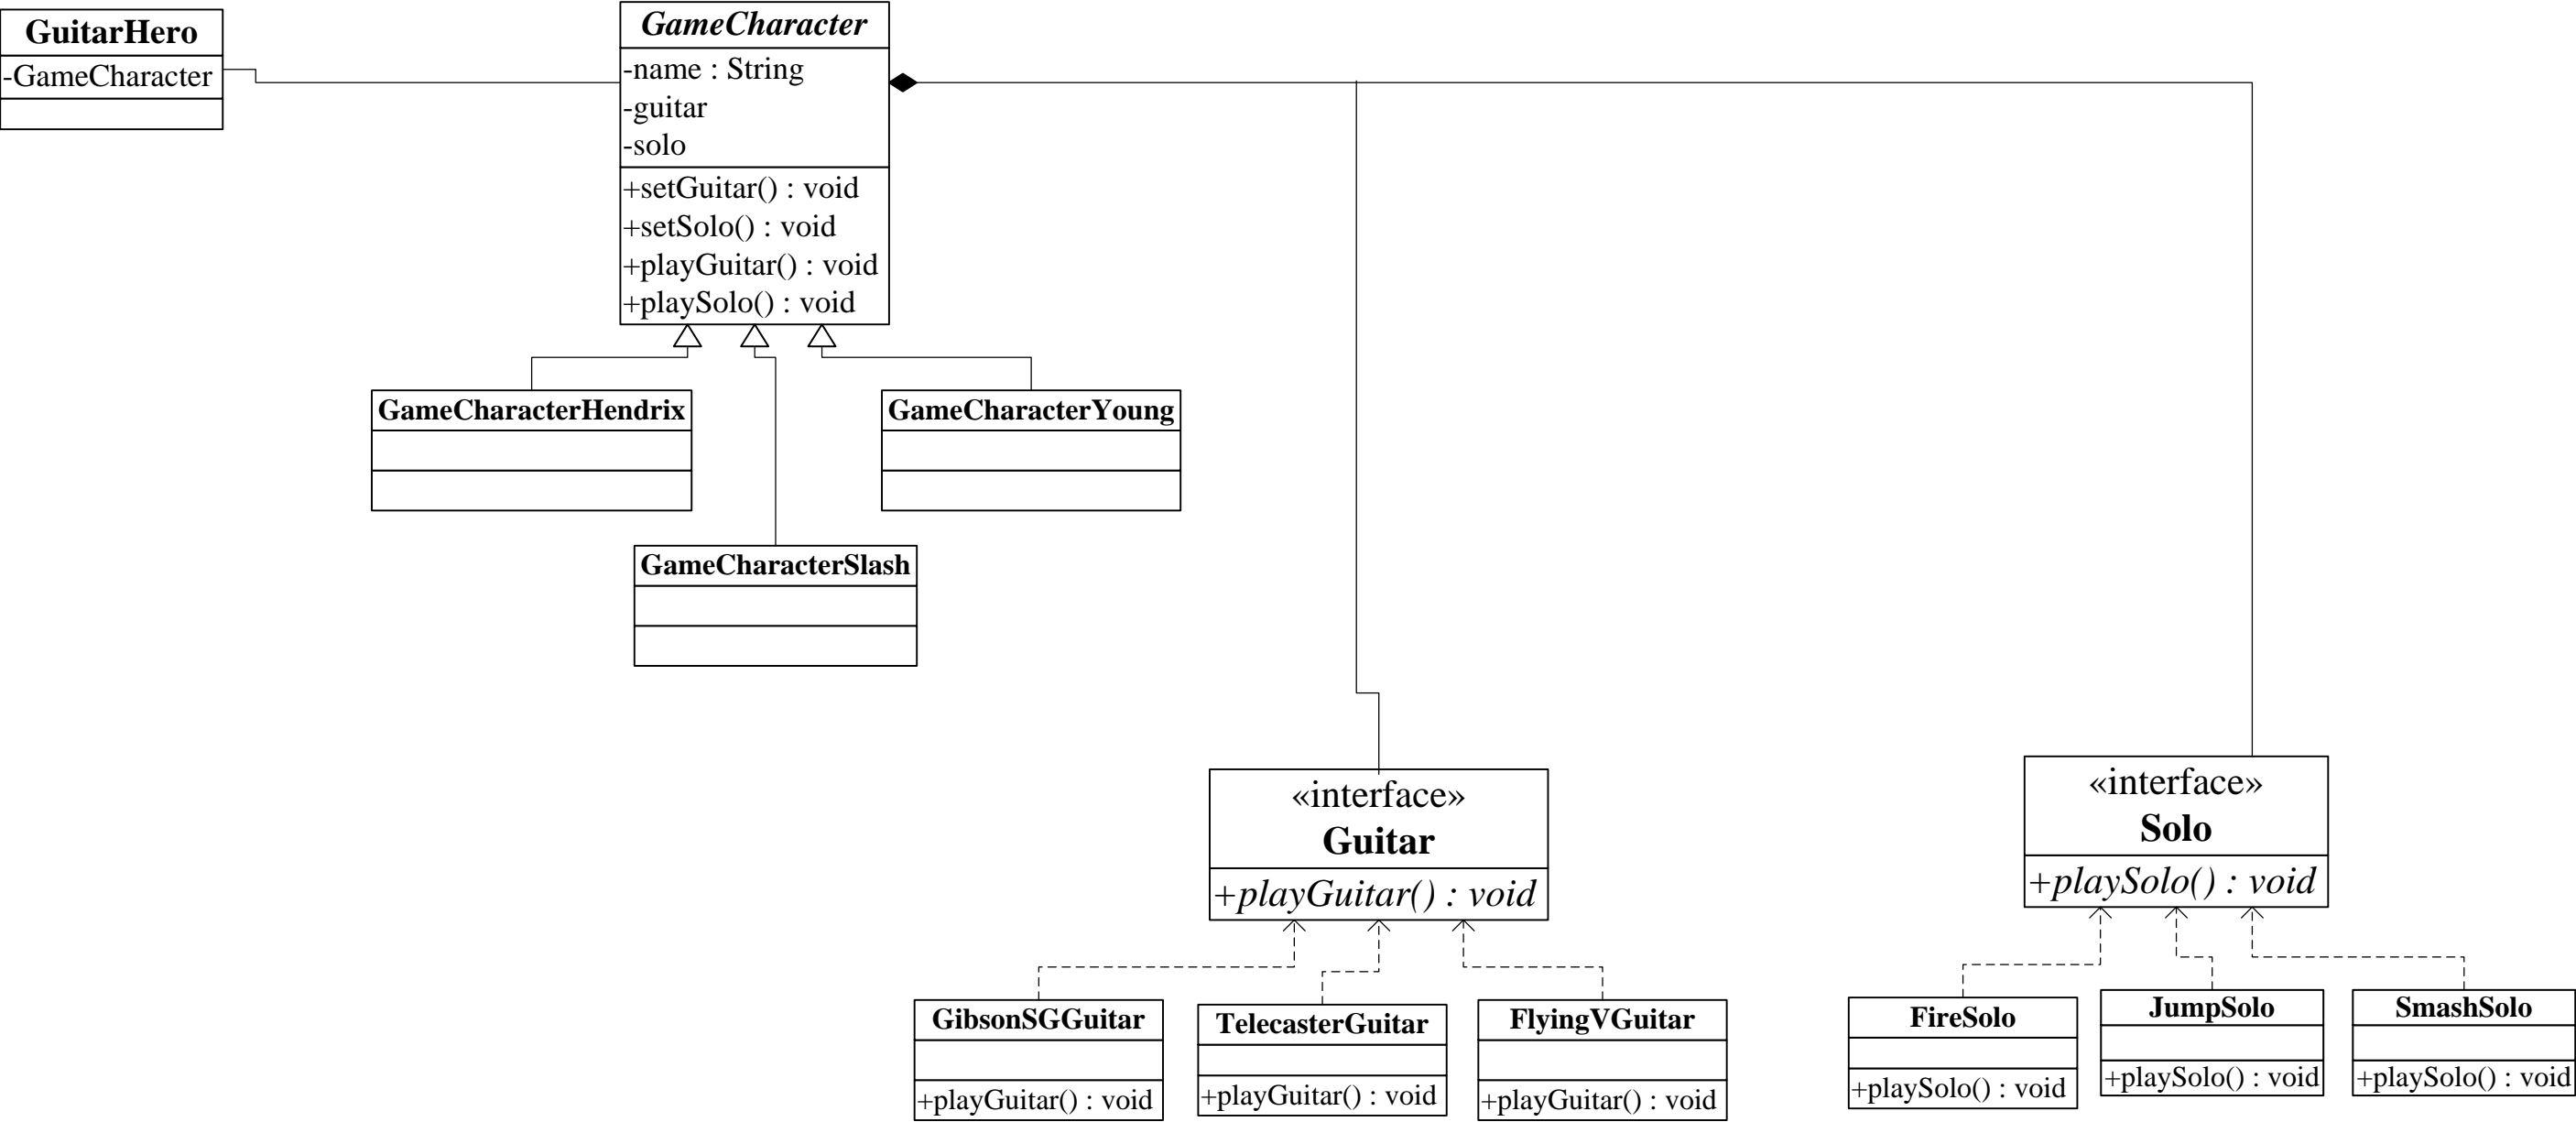 GuitarHero
-GameCharacter
GameCharacter
-name : String
-guitar
-solo
+setGuitar() : void
+setSolo() : void
+playGuitar() : void
+playSolo() : void
GameCharacterHendrix
GameCharacterYoung
GameCharacterSlash
«interface»
Guitar
+playGuitar() : void
«interface»
Solo
+playSolo() : void
GibsonSGGuitar
+playGuitar() : void
TelecasterGuitar
+playGuitar() : void
FlyingVGuitar
+playGuitar() : void
FireSolo
+playSolo() : void
JumpSolo
+playSolo() : void
SmashSolo
+playSolo() : void